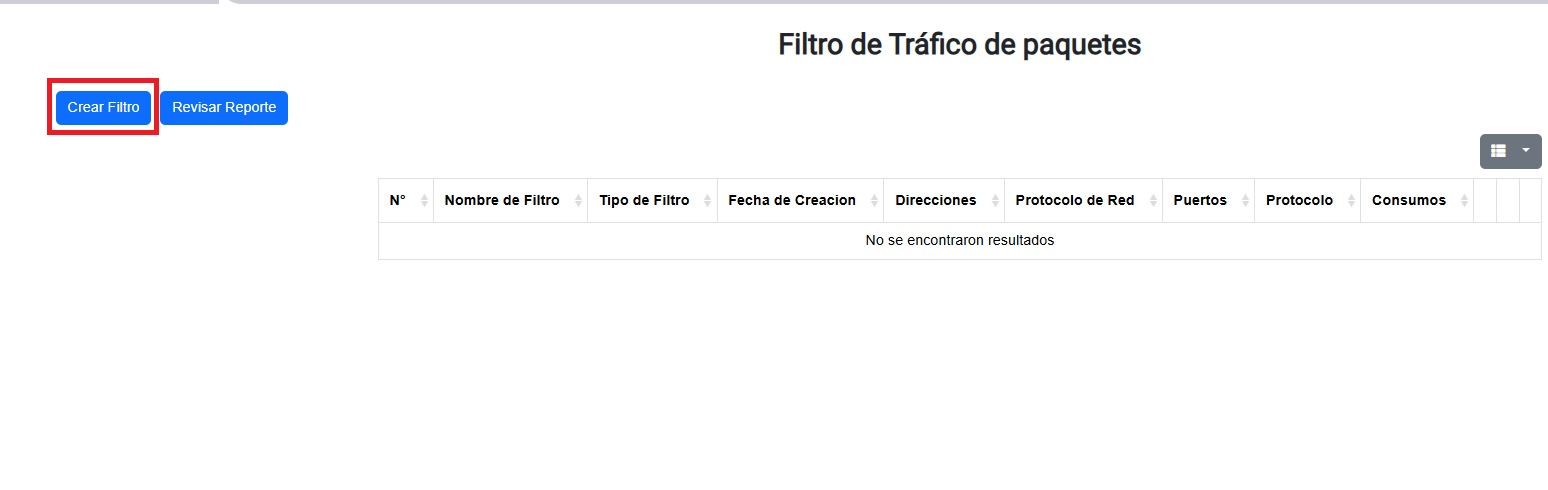 Filtro de Tráfico de paquetes
Crear Filtro Revisar Reporte
N° Nombre de Filtro Tipo de Filtro Fecha de Creacion Direcciones Protocolo de Red Puertos Protocolo Consumos
No se encontraron resultados